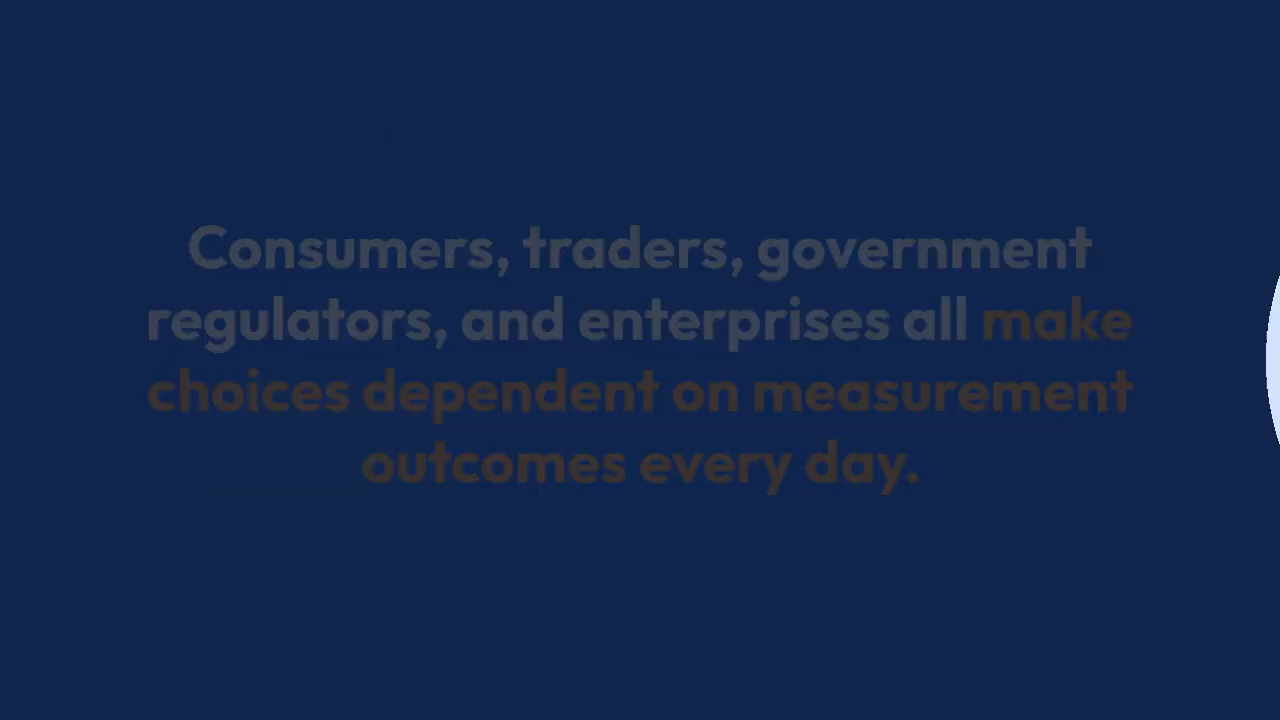 Consumers, traders, government
regulators, and enterprises all make
choices dependent on measurement
outcomes every day.